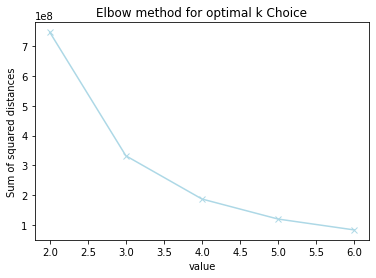 Elbow method for optimal k Choice
1e8
7
6
5
4
3
2
1
Sum of squared distances
2.0 2.5 3.0 3.5 4.0 4.5 5.0 5.5 6.0
value